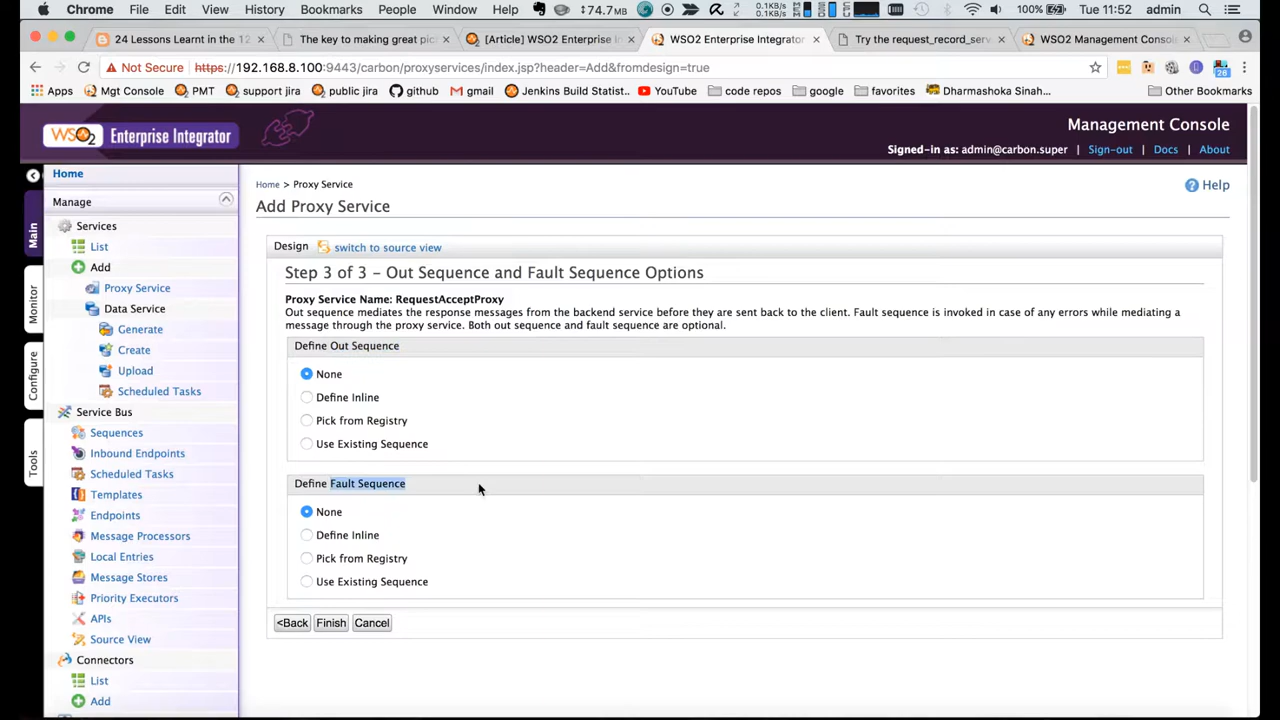 Chrome File Edit View History Bookmarks People Window Help 74.7MB 0.1KB/s 0.1KB/s 100% Tue 11:52 admin
24 Lessons Learnt in the 12 The key to making great pic [Article] WSO2 Enterprise I WSO2 Enterprise Integrator Try the request_record_serv WSO2 Management Consol
Not Secure https://192.168.8.100:9443/carbon/proxyservices/index.jsp?header=Add&fromdesign=true 26
Apps Mgt Console PMT support jira public jira github gmail Jenkins Build Statist.. YouTube code repos google favorites Dharmashoka Sinah... Other Bookmarks
WSO2 Enterprise Integrator
Management Console
Signed-in as: admin@carbon.super | Sign-out | Docs | About
Main
Monitor
Configure
Tools
Home
Manage
Services
List
Add
Proxy Service
Data Service
Generate
Create
Upload
Scheduled Tasks
Service Bus
Sequences
Inbound Endpoints
Scheduled Tasks
Templates
Endpoints
Message Processors
Local Entries
Message Stores
Priority Executors
APIs
Source View
Connectors
List
Add
Home > Proxy Service
Help
Add Proxy Service
Design switch to source view
Step 3 of 3 - Out Sequence and Fault Sequence Options
Proxy Service Name: RequestAcceptProxy
Out sequence mediates the response messages from the backend service before they are sent back to the client. Fault sequence is invoked in case of any errors while mediating a
message through the proxy service. Both out sequence and fault sequence are optional.
Define Out Sequence
None
Define Inline
Pick from Registry
Use Existing Sequence
Define Fault Sequence
None
Define Inline
Pick from Registry
Use Existing Sequence
<Back Finish Cancel